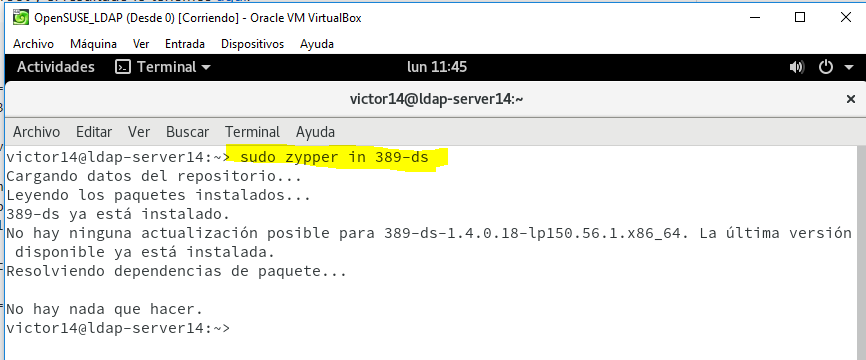 OpenSUSE_LDAP (Desde 0) [Corriendo] - Oracle VM VirtualBox
Archivo Máquina Ver Entrada Dispositivos Ayuda
Actividades Terminal lun 11:45
victor14@ldap-server14:~
Archivo Editar Ver Buscar Terminal Ayuda
victor14@ldap-server14:~> sudo zypper in 389-ds
Cargando datos del repositorio...
Leyendo los paquetes instalados...
389-ds ya está instalado.
No hay ninguna actualización posible para 389-ds-1.4.0.18-lp150.56.1.x86_64. La última versión
disponible ya está instalada.
Resolviendo dependencias de paquete...
No hay nada que hacer.
victor14@ldap-server14:~>